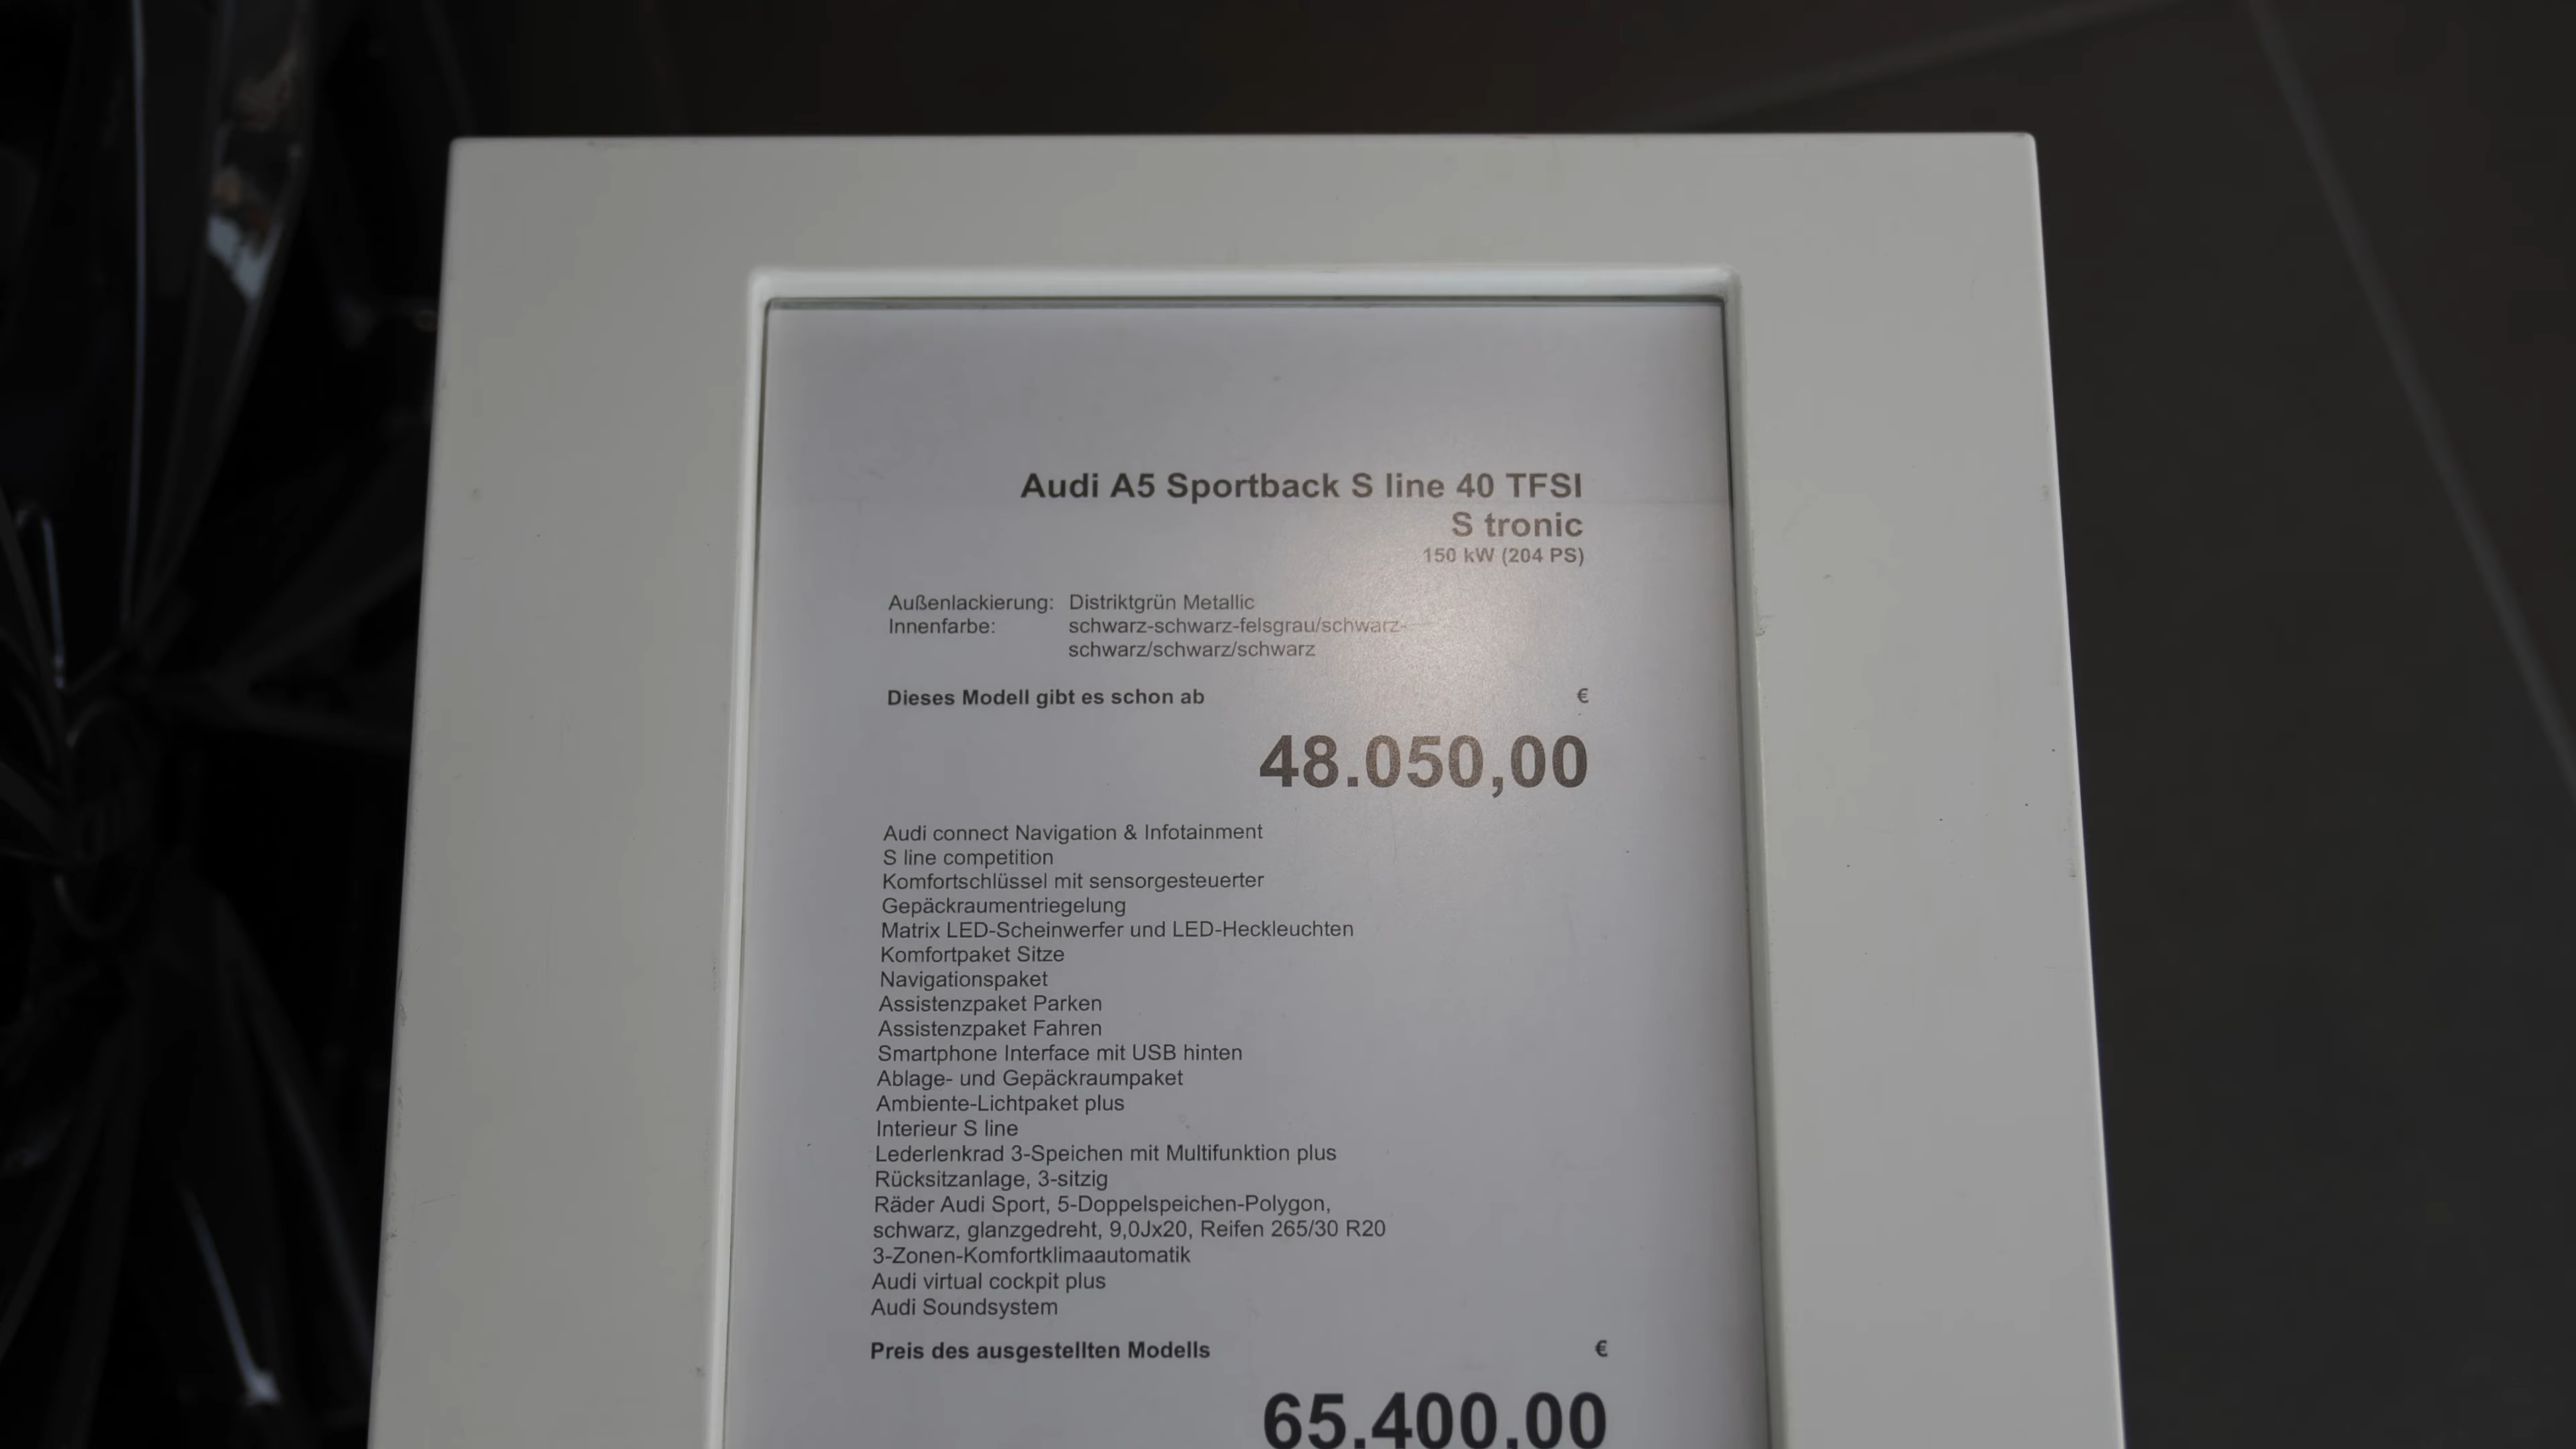 Audi A5 Sportback S line 40 TFSI
S tronic
150 kW (204 PS)
Außenlackierung: Distriktgrün Metallic
Innenfarbe: schwarz-schwarz-felsgrau/schwarz-
schwarz/schwarz/schwarz
Dieses Modell gibt es schon ab €
48.050,00
Audi connect Navigation & Infotainment
S line competition
Komfortschlüssel mit sensorgesteuerter
Gepäckraumentriegelung
Matrix LED-Scheinwerfer und LED-Heckleuchten
Komfortpaket Sitze
Navigationspaket
Assistenzpaket Parken
Assistenzpaket Fahren
Smartphone Interface mit USB hinten
Ablage- und Gepäckraumpaket
Ambiente-Lichtpaket plus
Interieur S line
Lederlenkrad 3-Speichen mit Multifunktion plus
Rücksitzanlage, 3-sitzig
Räder Audi Sport, 5-Doppelspeichen-Polygon,
schwarz, glanzgedreht, 9,0Jx20, Reifen 265/30 R20
3-Zonen-Komfortklimaautomatik
Audi virtual cockpit plus
Audi Soundsystem
Preis des ausgestellten Modells €
65.400,00